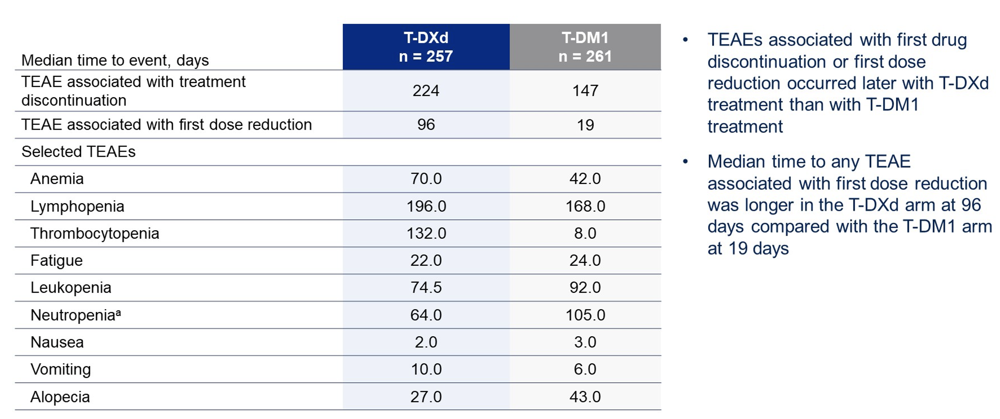 T-DXd T-DM1
Median time to event, days n = 257 n = 261
TEAE associated with treatment
discontinuation 224 147
TEAE associated with first dose reduction 96 19
Selected TEAEs
Anemia 70.0 42.0
Lymphopenia 196.0 168.0
Thrombocytopenia 132.0 8.0
Fatigue 22.0 24.0
Leukopenia 74.5 92.0
Neutropeniaᵃ 64.0 105.0
Nausea 2.0 3.0
Vomiting 10.0 6.0
Alopecia 27.0 43.0
• TEAEs associated with first drug
discontinuation or first dose
reduction occurred later with T-DXd
treatment than with T-DM1
treatment
• Median time to any TEAE
associated with first dose reduction
was longer in the T-DXd arm at 96
days compared with the T-DM1 arm
at 19 days